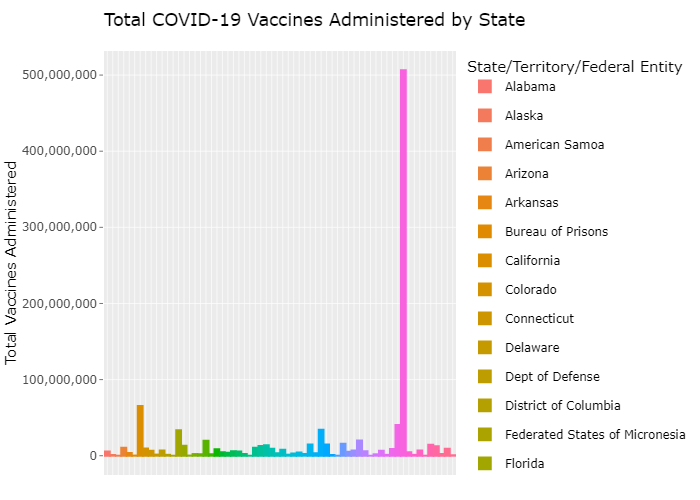 Total COVID-19 Vaccines Administered by State
Total Vaccines Administered
500,000,000
400,000,000
300,000,000
200,000,000
100,000,000
0
State/Territory/Federal Entity
Alabama
Alaska
American Samoa
Arizona
Arkansas
Bureau of Prisons
California
Colorado
Connecticut
Delaware
Dept of Defense
District of Columbia
Federated States of Micronesia
Florida